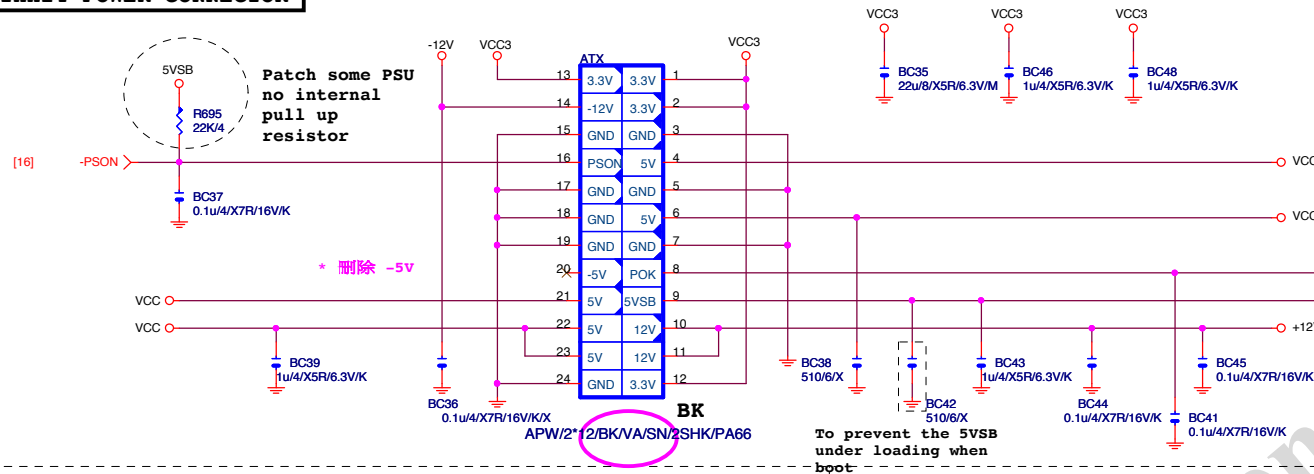 VCC3
VCC3
VCC3
BC35
22u/8/X5R/6.3V/M
BC46
1u/4/X5R/6.3V/K
BC48
1u/4/X5R/6.3V/K
5VSB
R695
22K/4
Patch some PSU
no internal
pull up
resistor
-12V
VCC3
VCC3
ATX
13 3.3V 3.3V 1
14 -12V 3.3V 2
15 GND GND 3
[16] -PSON 16 PSON 5V 4
17 GND GND 5
18 GND 5V 6
19 GND GND 7
20 -5V POK 8
21 5V 5VSB 9
22 5V 12V 10
23 5V 12V 11
24 GND 3.3V 12
BC37
0.1u/4/X7R/16V/K
* 删除 -5V
VCC
VCC
+12
BC39
1u/4/X5R/6.3V/K
BC36
0.1u/4/X7R/16V/K/X
BK
APW/2*12/BK/VA/SN/2SHK/PA66
BC38
510/6/X
BC42
510/6/X
BC43
1u/4/X5R/6.3V/K
BC44
0.1u/4/X7R/16V/K
BC45
0.1u/4/X7R/16V/K
BC41
0.1u/4/X7R/16V/K
To prevent the 5VSB
under loading when
boot